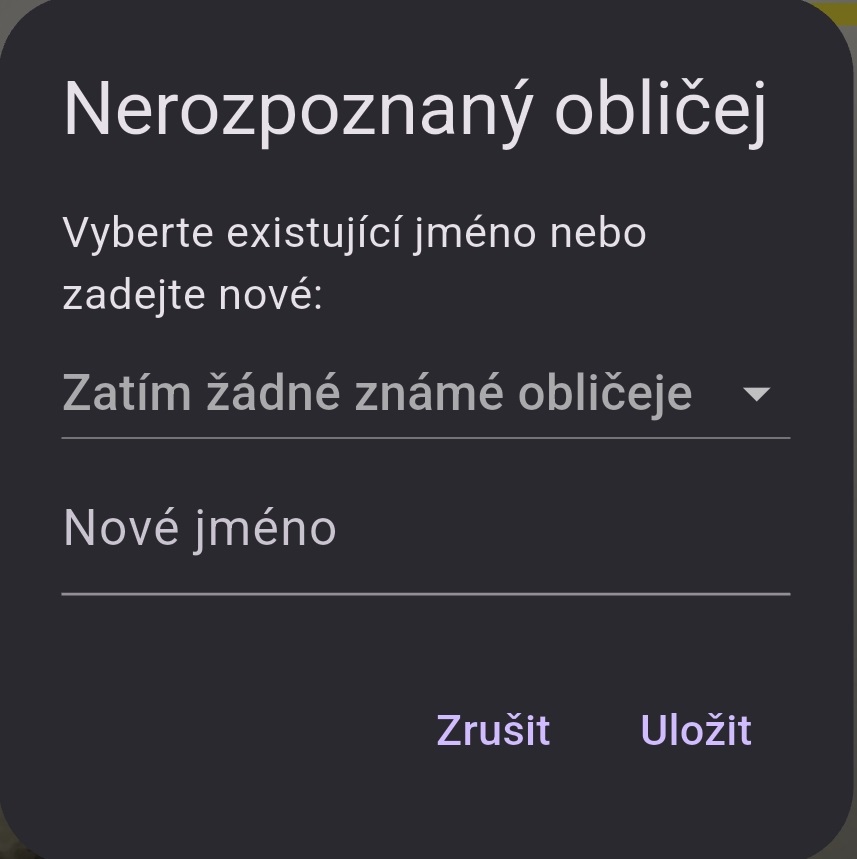 Nerozpoznaný obličej
Vyberte existující jméno nebo
zadejte nové:
Zatím žádné známé obličeje
Nové jméno
Zrušit
Uložit